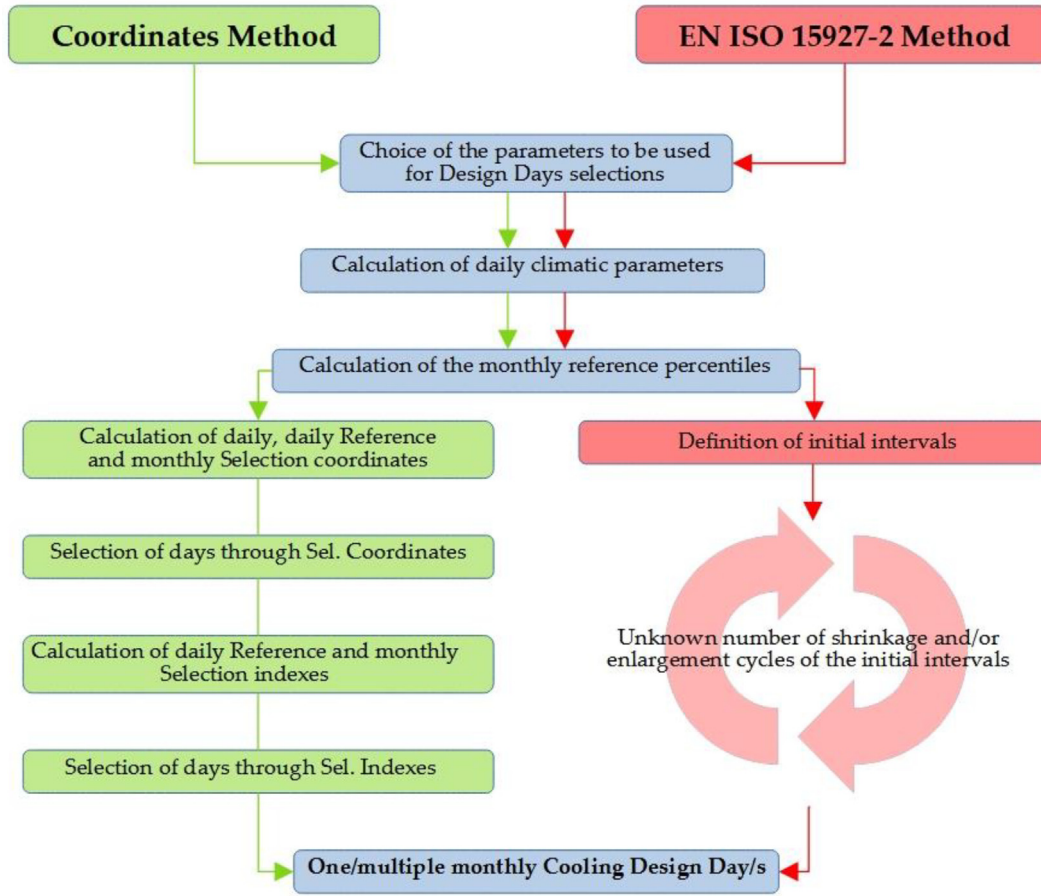 Coordinates Method
EN ISO 15927-2 Method
Choice of the parameters to be used
for Design Days selections
Calculation of daily climatic parameters
Calculation of the monthly reference percentiles
Calculation of daily, daily Reference
and monthly Selection coordinates
Definition of initial intervals
Selection of days through Sel. Coordinates
Unknown number of shrinkage and/or
enlargement cycles of the initial intervals
Calculation of daily Reference and monthly
Selection indexes
Selection of days through Sel. Indexes
One/multiple monthly Cooling Design Day/s